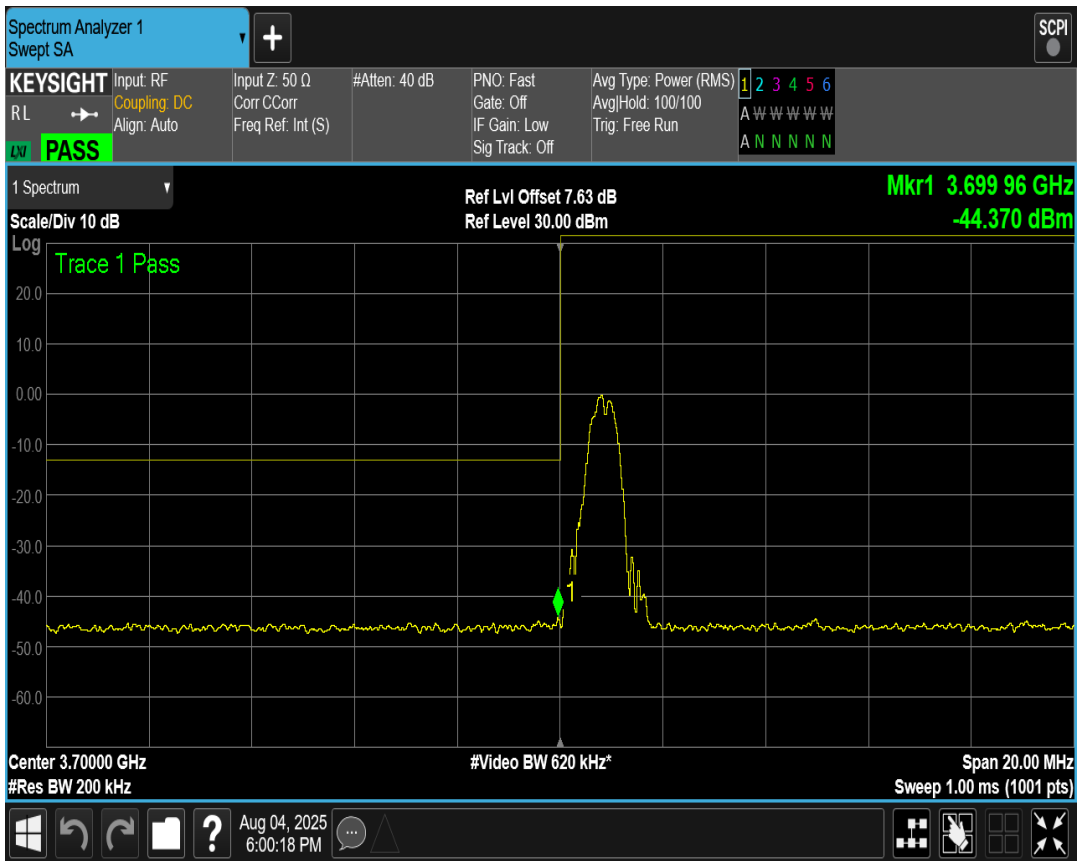 Spectrum Analyzer 1
Swept SA
+
SCPI
KEYSIGHT
R L
LXI PASS
Input: RF
Coupling: DC
Align: Auto
Input Z: 50 Ω
Corr CCorr
Freq Ref: Int (S)
#Atten: 40 dB
PNO: Fast
Gate: Off
IF Gain: Low
Sig Track: Off
Avg Type: Power (RMS)
Avg|Hold: 100/100
Trig: Free Run
1 2 3 4 5 6
A W W W W W
A N N N N N
1 Spectrum
Scale/Div 10 dB
Ref Lvl Offset 7.63 dB
Ref Level 30.00 dBm
Mkr1 3.699 96 GHz
-44.370 dBm
Log
Trace 1 Pass
20.0
10.0
0.00
-10.0
-20.0
-30.0
-40.0
-50.0
-60.0
1
Center 3.70000 GHz
#Res BW 200 kHz
#Video BW 620 kHz*
Span 20.00 MHz
Sweep 1.00 ms (1001 pts)
?
Aug 04, 2025
6:00:18 PM